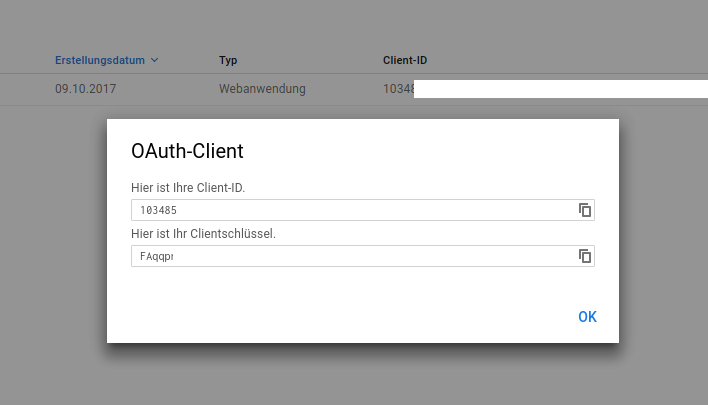 Erstellungsdatum Typ Client-ID
09.10.2017 Webanwendung 10348
OAuth-Client
Hier ist Ihre Client-ID.
103485
Hier ist Ihr Clientschlüssel.
FAqqpr
OK